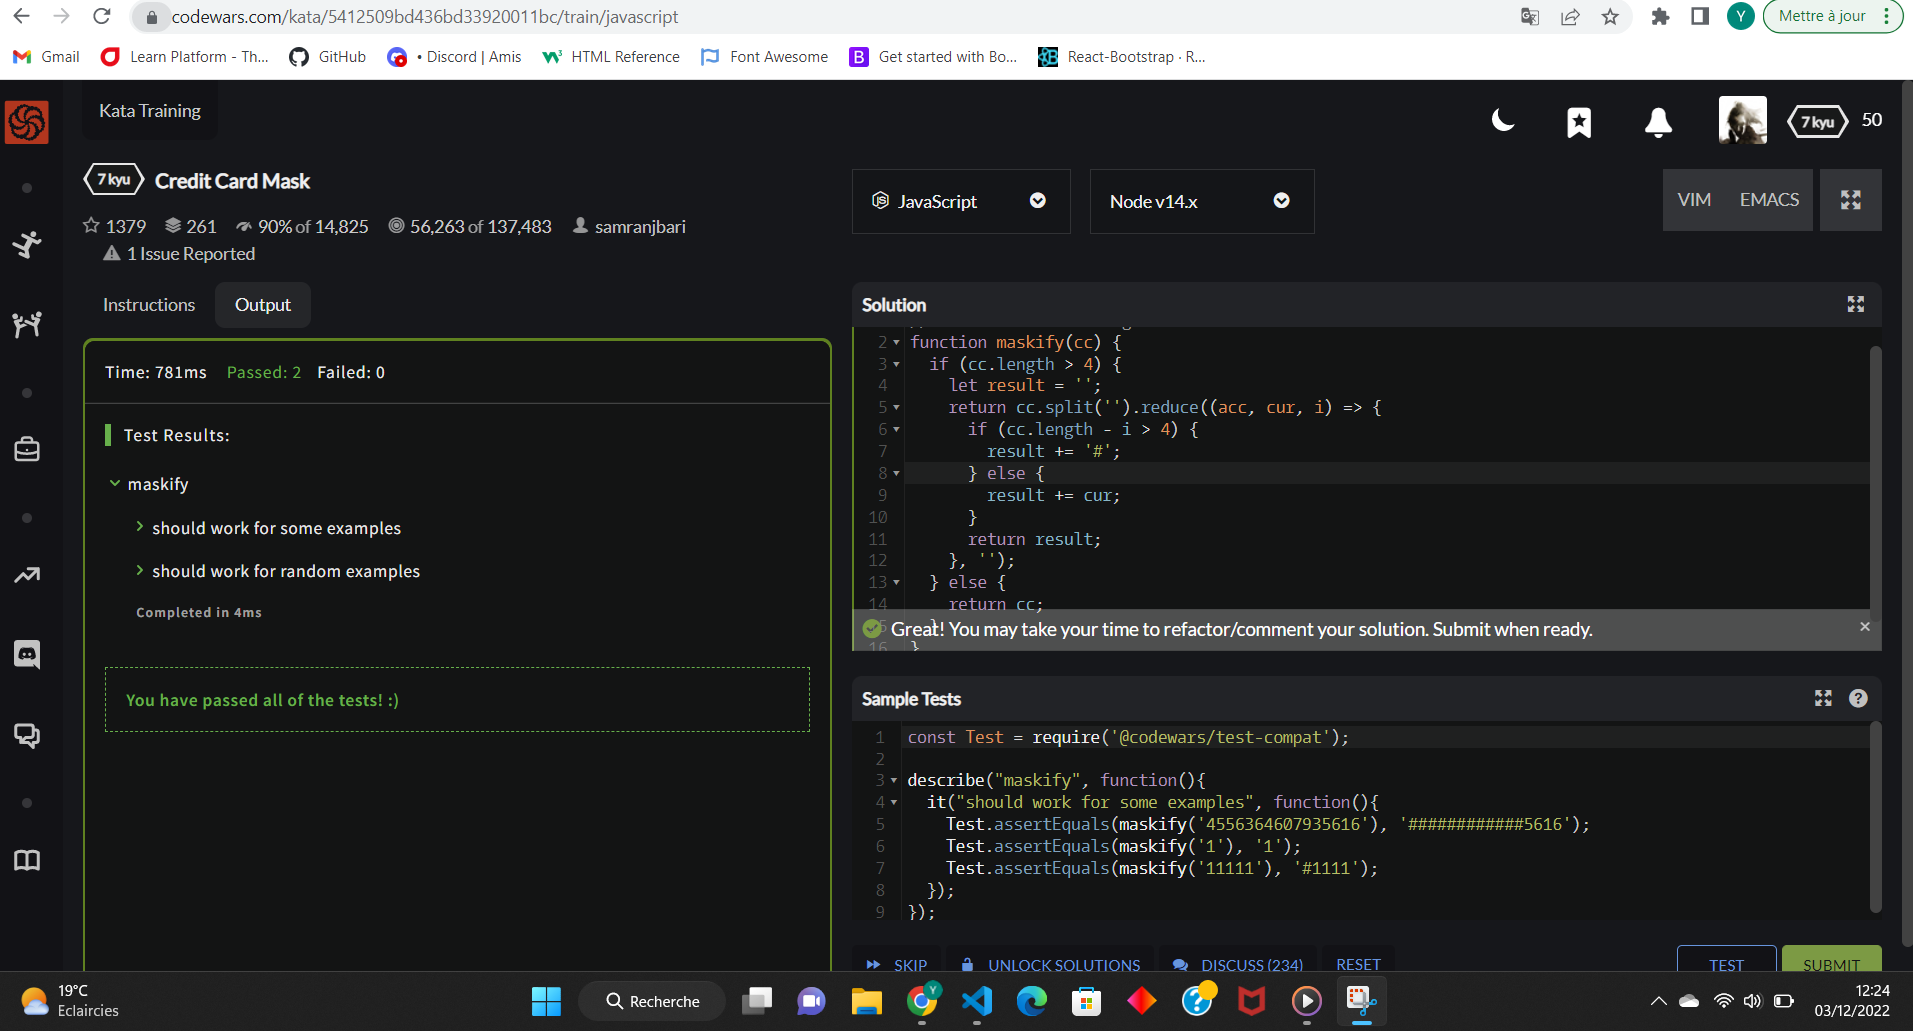 codewars.com/kata/5412509bd436bd33920011bc/train/javascript
Y
Mettre à jour
Gmail
Learn Platform - Th...
GitHub
• Discord | Amis
HTML Reference
Font Awesome
B
Get started with Bo...
React-Bootstrap · R...
Kata Training
7 kyu
50
7 kyu
Credit Card Mask
1379
261
90% of 14,825
56,263 of 137,483
samranjbari
1 Issue Reported
JavaScript
Node v14.x
VIM
EMACS
Instructions
Output
Time: 781ms
Passed: 2
Failed: 0
Test Results:
maskify
should work for some examples
should work for random examples
Completed in 4ms
You have passed all of the tests! :)
Solution
2 function maskify(cc) {
3 if (cc.length > 4) {
4 let result = '';
5 return cc.split('').reduce((acc, cur, i) => {
6 if (cc.length - i > 4) {
7 result += '#';
8 } else {
9 result += cur;
10 }
11 return result;
12 }, '');
13 } else {
14 return cc;
Great! You may take your time to refactor/comment your solution. Submit when ready.
16 }
Sample Tests
1 const Test = require('@codewars/test-compat');
2
3 describe("maskify", function(){
4 it("should work for some examples", function(){
5 Test.assertEquals(maskify('4556364607935616'), '############5616');
6 Test.assertEquals(maskify('1'), '1');
7 Test.assertEquals(maskify('11111'), '#1111');
8 });
9 });
SKIP
UNLOCK SOLUTIONS
DISCUSS (234)
RESET
TEST
SUBMIT
19°C
Eclaircies
Recherche
12:24
03/12/2022